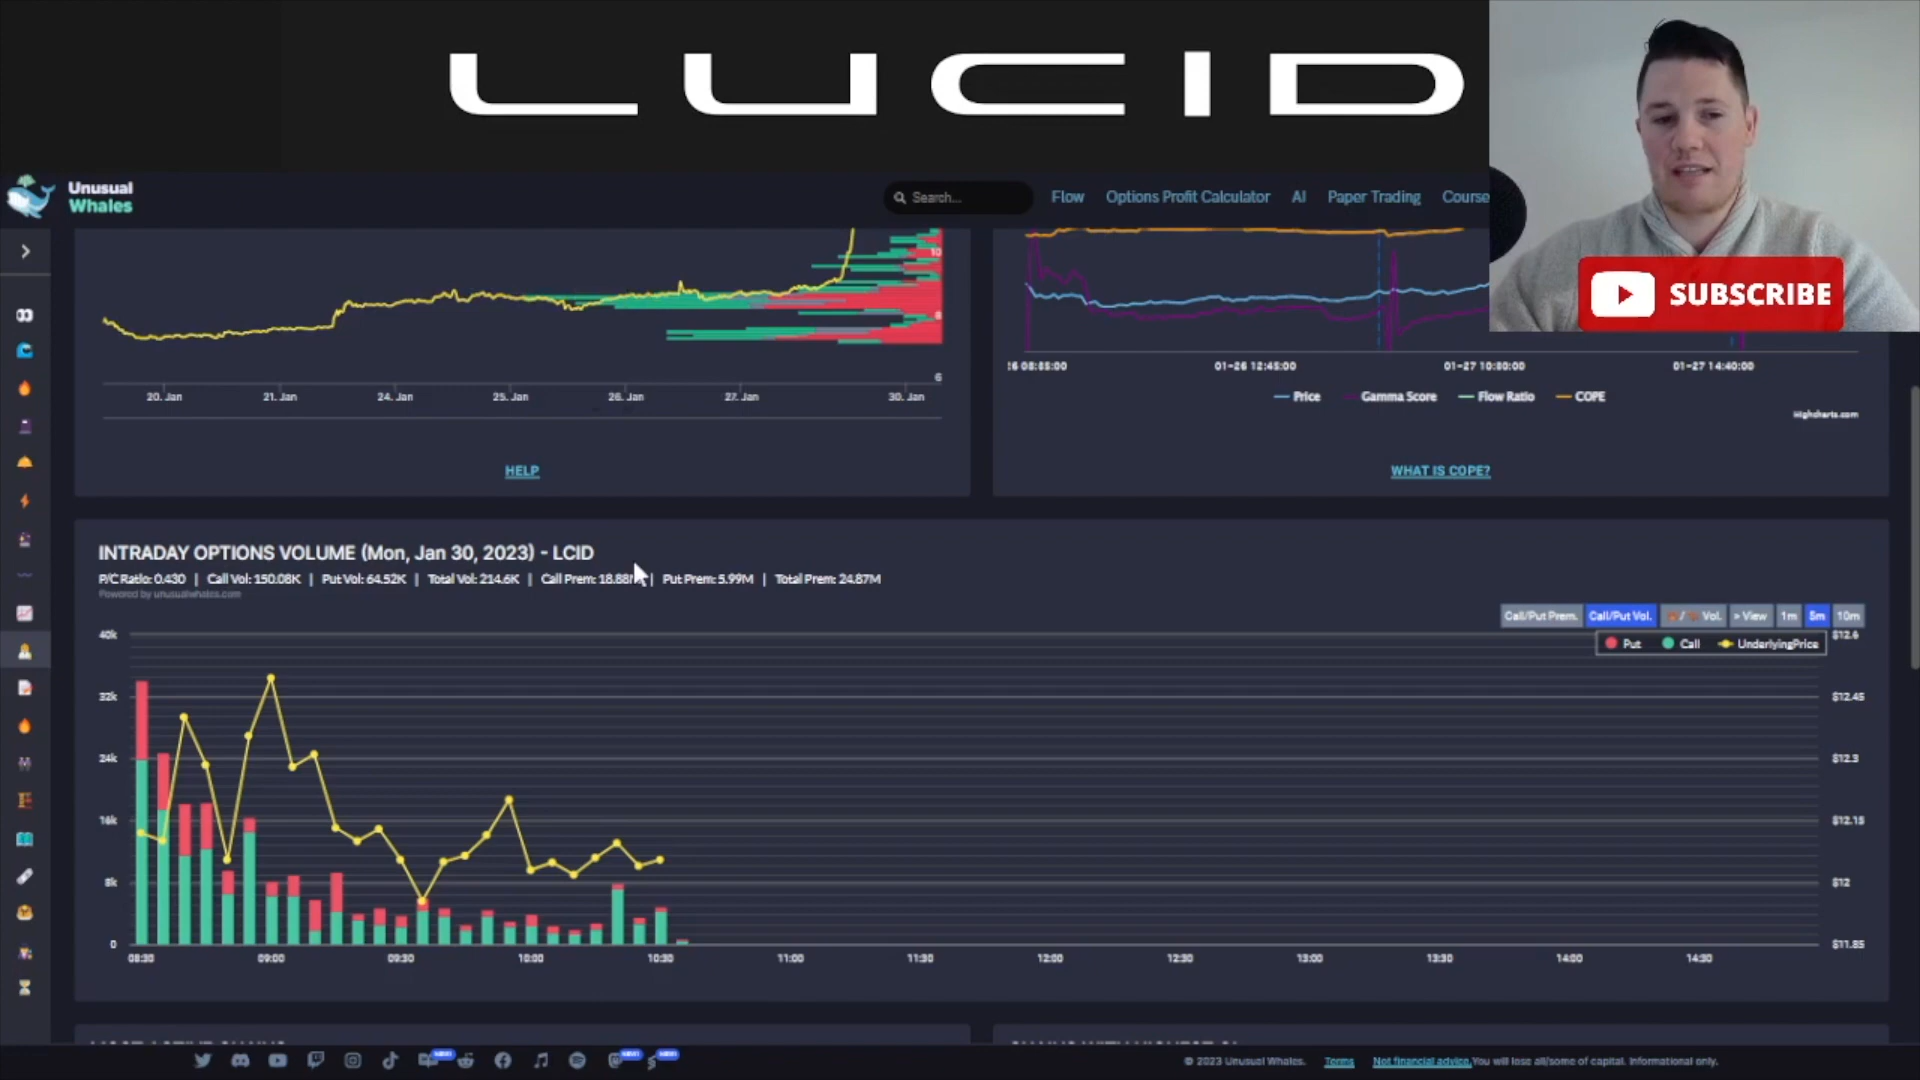 LUCID
Unusual
Whales
Search...
Flow
Options Profit Calculator
AI
Paper Trading
Course
SUBSCRIBE
10
8
6
20. Jan
21. Jan
24. Jan
25. Jan
26. Jan
27. Jan
30. Jan
HELP
01-26 12:45:00
01-27 14:40:00
Price
Gamma Score
Flow Ratio
COPE
Highcharts.com
WHAT IS COPE?
INTRADAY OPTIONS VOLUME (Mon, Jan 30, 2023) - LCID
P/C Ratio: 0.430 | Call Vol: 150.08K | Put Vol: 64.52K | Total Vol: 214.6K | Call Prem: 18.88M | Put Prem: 5.99M | Total Prem: 24.87M
Powered by unusualwhales.com
Call/Put Prem.
Call/Put Vol.
/ Vol.
> View
1m
5m
10m
Put
Call
UnderlyingPrice
40k
32k
24k
16k
8k
0
$12.6
$12.45
$12.3
$12.15
$12
$11.85
08:30
09:00
09:30
10:00
10:30
11:00
11:30
12:00
12:30
13:00
13:30
14:00
14:30
NEW!
NEW!
NEW!
© 2023 Unusual Whales.
Terms
Not financial advice. You will lose all/some of capital. Informational only.